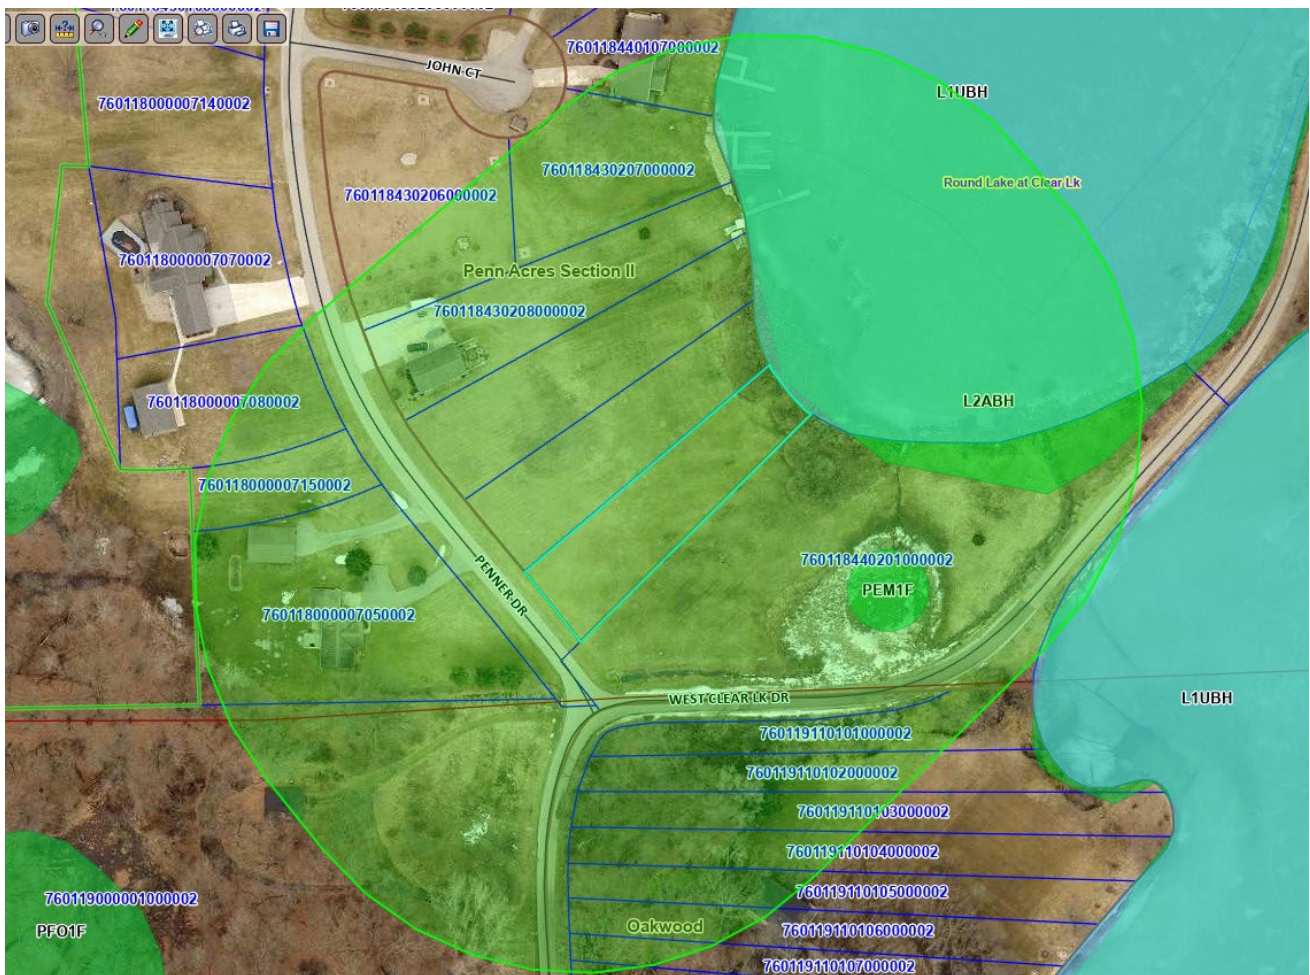 JOHN CT
760118440107000002
L1UBH
760118000007140002
760118430207000002
Round Lake at Clear Lk
760118430206000002
760118000007070002
Penn Acres Section II
760118430208000002
760118000007080002
L2ABH
760118000007150002
760118440201000002
PEM1F
PENNER DR
760118000007050002
WEST CLEAR LK DR
L1UBH
760119110101000002
760119110102000002
760119110103000002
760119110104000002
760119110105000002
760119000001000002
PFO1F
Oakwood
760119110106000002
760119110107000002